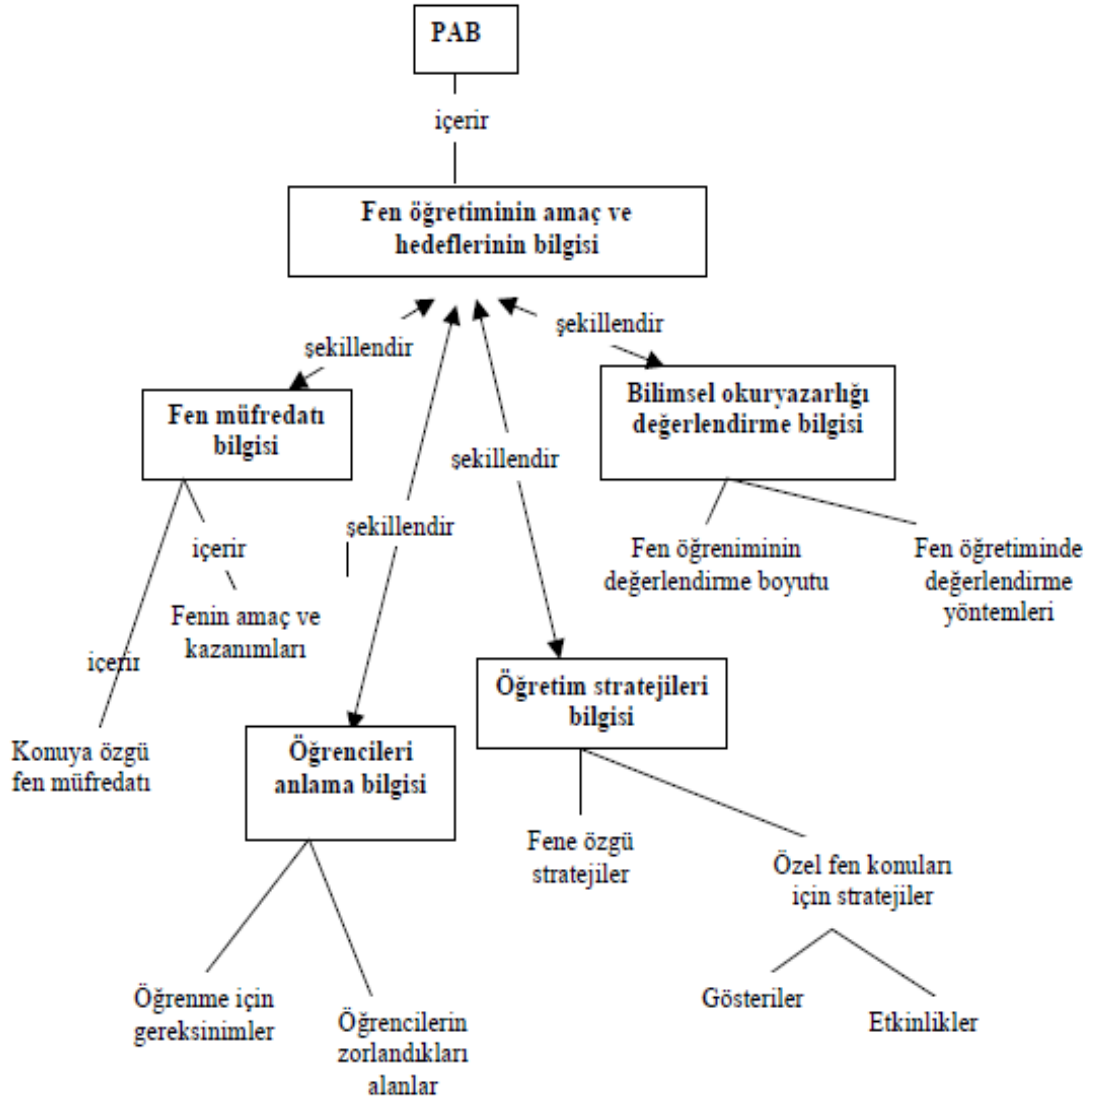 PAB
içerir
Fen öğretiminin amaç ve
hedeflerinin bilgisi
şekillendir
şekillendir
Fen müfredatı
bilgisi
Bilimsel okuryazarlığı
değerlendirme bilgisi
şekillendir
şekillendir
içerir
Fen öğreniminin
değerlendirme boyutu
Fen öğretiminde
değerlendirme
yöntemleri
Fenin amaç ve
kazanımları
içerir
Konuya özgü
fen müfredatı
Öğretim stratejileri
bilgisi
Öğrencileri
anlama bilgisi
Fene özgü
stratejiler
Özel fen konuları
için stratejiler
Öğrenme için
gereksinimler
Öğrencilerin
zorlandıkları
alanlar
Gösteriler
Etkinlikler